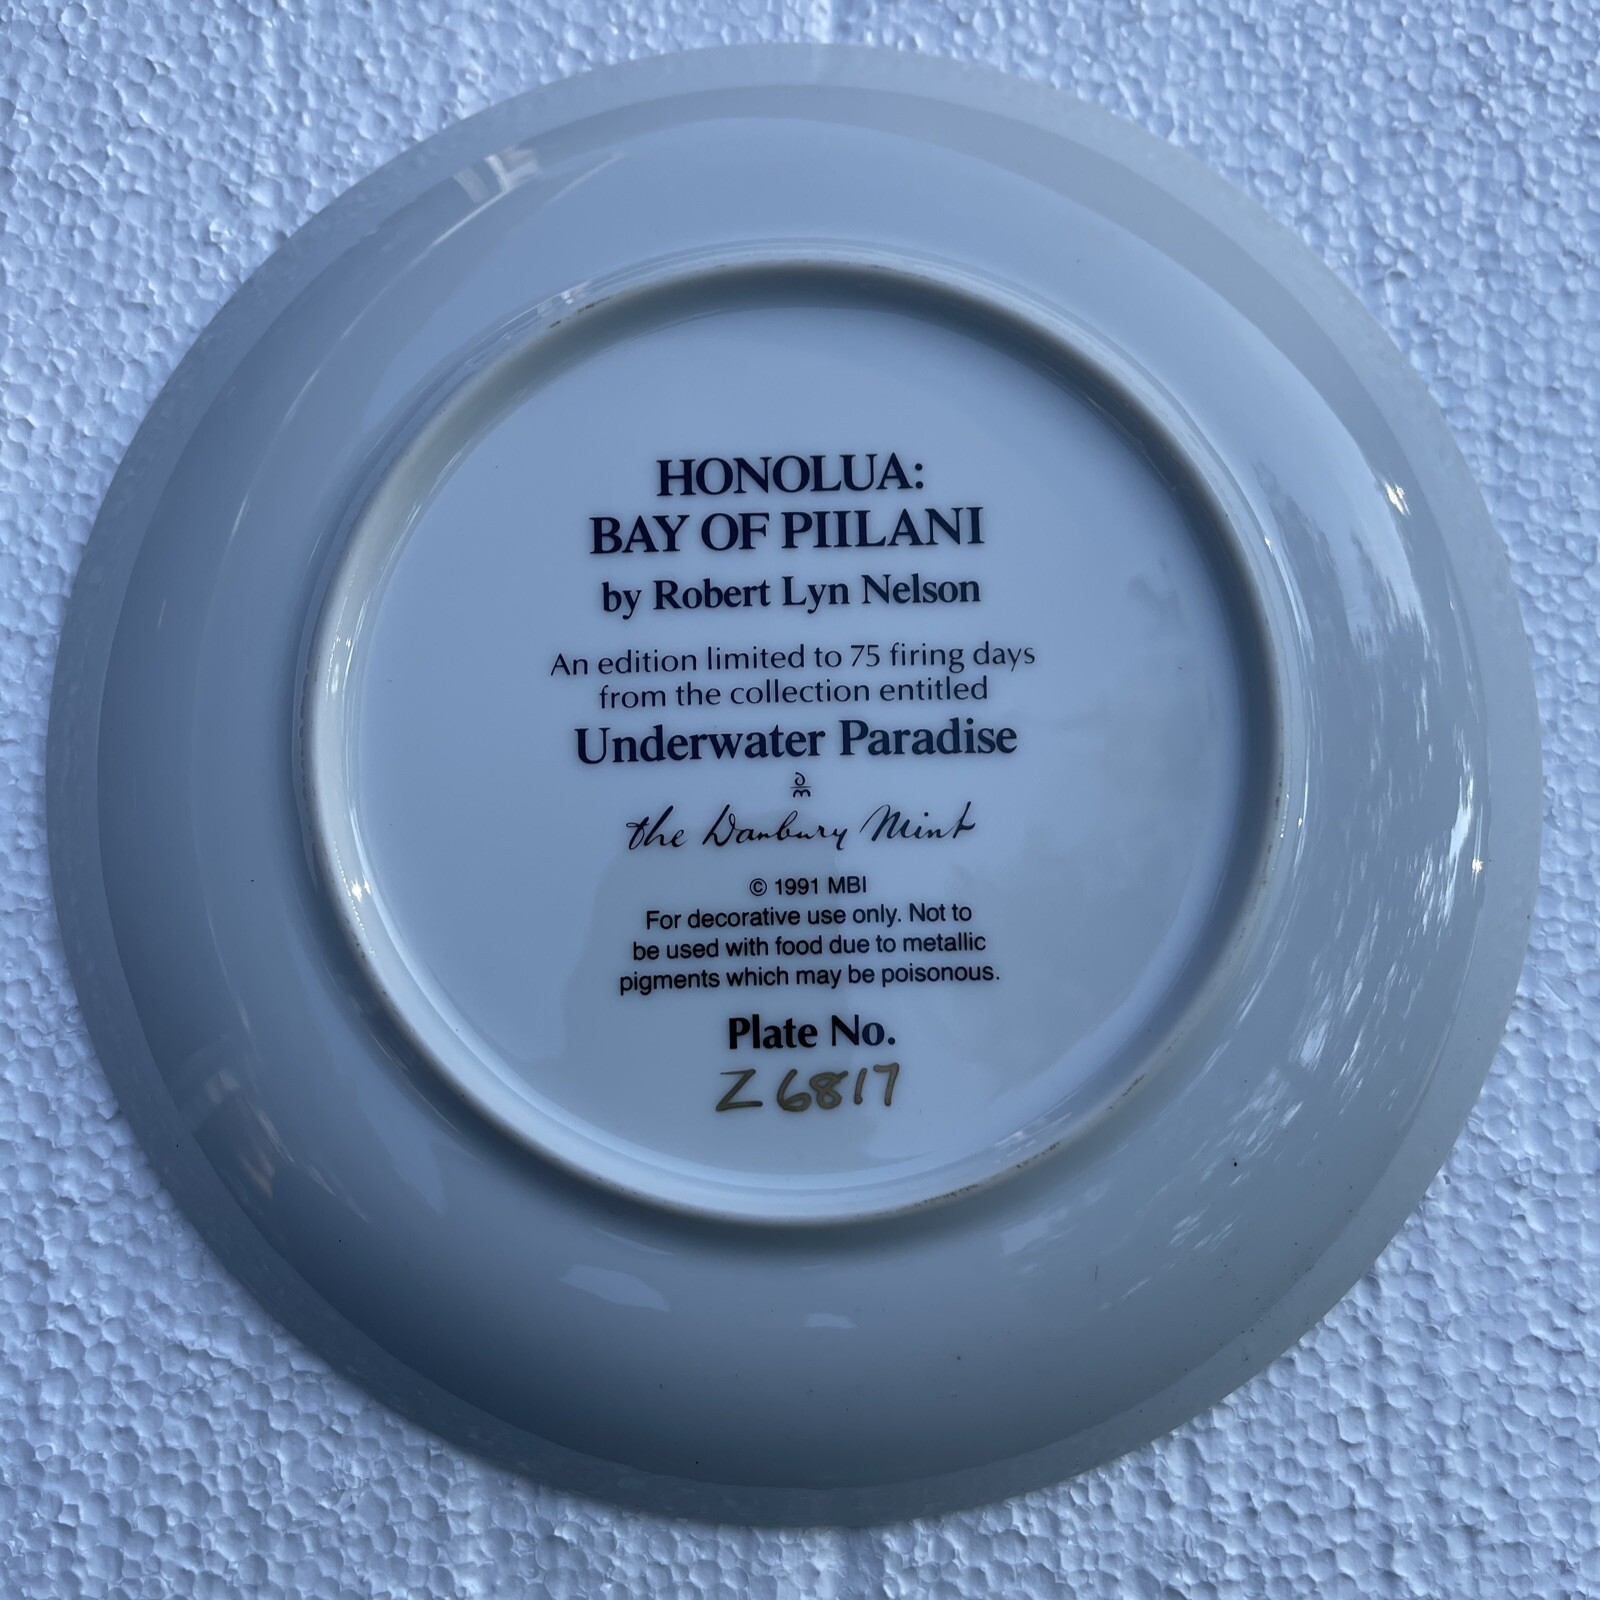 HONOLUA:
BAY OF PIILANI
by Robert Lyn Nelson
An edition limited to 75 firing days
from the collection entitled
Underwater Paradise
the Danbury Mint
© 1991 MBI
For decorative use only. Not to
be used with food due to metallic
pigments which may be poisonous.
Plate No.
Z6817